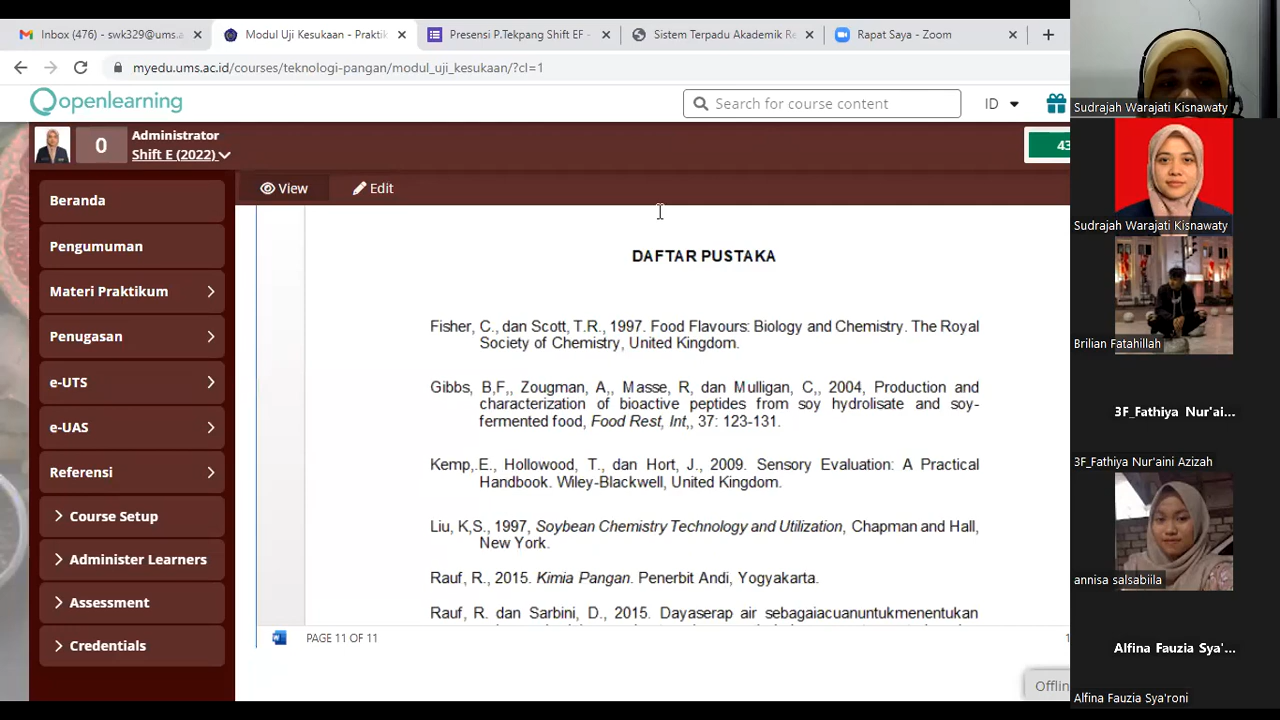 Inbox (476) - swk329@ums.a
Modul Uji Kesukaan - Praktik
Presensi P.Tekpang Shift EF -
Sistem Terpadu Akademik Re
Rapat Saya - Zoom
myedu.ums.ac.id/courses/teknologi-pangan/modul_uji_kesukaan/?cl=1
openlearning
Search for course content
ID
0
Administrator
Shift E (2022)
43
View
Edit
Beranda
Pengumuman
Materi Praktikum
Penugasan
e-UTS
e-UAS
Referensi
Course Setup
Administer Learners
Assessment
Credentials
DAFTAR PUSTAKA
Fisher, C., dan Scott, T.R., 1997. Food Flavours: Biology and Chemistry. The Royal
Society of Chemistry, United Kingdom.
Gibbs, B,F,, Zougman, A,, Masse, R, dan Mulligan, C,, 2004, Production and
characterization of bioactive peptides from soy hydrolisate and soy-
fermented food, Food Rest, Int,, 37: 123-131.
Kemp,.E., Hollowood, T., dan Hort, J., 2009. Sensory Evaluation: A Practical
Handbook. Wiley-Blackwell, United Kingdom.
Liu, K,S., 1997, Soybean Chemistry Technology and Utilization, Chapman and Hall,
New York.
Rauf, R., 2015. Kimia Pangan. Penerbit Andi, Yogyakarta.
Rauf, R. dan Sarbini, D., 2015. Dayaserap air sebagaiacuanuntukmenentukan
PAGE 11 OF 11
Offlin
Sudrajah Warajati Kisnawaty
Sudrajah Warajati Kisnawaty
Brilian Fatahillah
3F_Fathiya Nur'ai...
3F_Fathiya Nur'aini Azizah
annisa salsabiila
Alfina Fauzia Sya'...
Alfina Fauzia Sya'roni